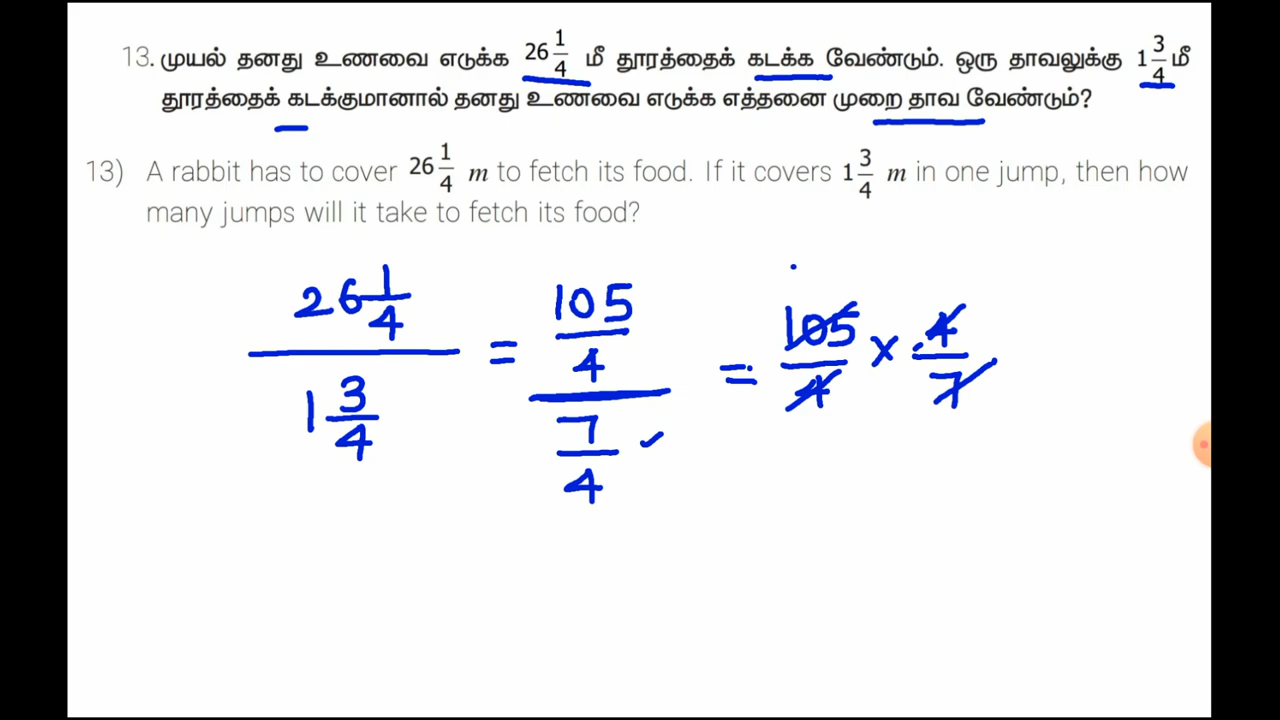 13. முயல் தனது உணவை எடுக்க 26 1/4 மீ தூரத்தைக் கடக்க வேண்டும். ஒரு தாவலுக்கு 1 3/4 மீ
தூரத்தைக் கடக்குமானால் தனது உணவை எடுக்க எத்தனை முறை தாவ வேண்டும்?
13) A rabbit has to cover 26 1/4 m to fetch its food. If it covers 1 3/4 m in one jump, then how
many jumps will it take to fetch its food?
26 1/4 / 1 3/4 = 105/4 / 7/4 = 105/4 × 4/7